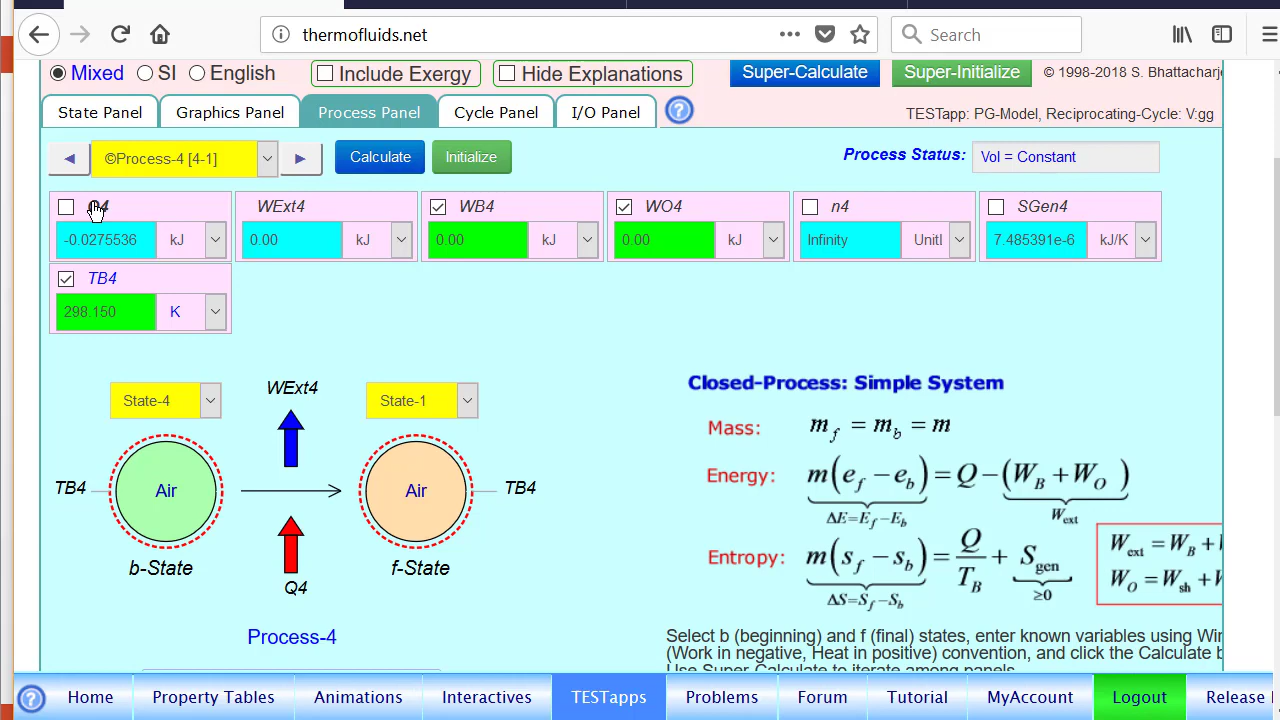 thermofluids.net
Search
Mixed SI English Include Exergy Hide Explanations Super-Calculate Super-Initialize © 1998-2018 S. Bhattacharje
State Panel Graphics Panel Process Panel Cycle Panel I/O Panel ? TESTapp: PG-Model, Reciprocating-Cycle: V:gg
©Process-4 [4-1] Calculate Initialize Process Status: Vol = Constant
WExt4 WB4 WO4 n4 SGen4
-0.0275536 kJ 0.00 kJ 0.00 kJ 0.00 kJ Infinity Unitl 7.485391e-6 kJ/K
TB4
298.150 K
State-4 WExt4 State-1
Closed-Process: Simple System
Mass: m_f = m_b = m
Energy: m(e_f − e_b) = Q − (W_B + W_O)
ΔE=E_f−E_b W_ext
TB4 Air Air TB4
Entropy: m(s_f − s_b) = Q/T_B + S_gen
ΔS=S_f−S_b ≥0
W_ext = W_B +
W_O = W_sh +
b-State Q4 f-State
Process-4
Select b (beginning) and f (final) states, enter known variables using
(Work in negative, Heat in positive) convention, and click the Calculate
Use Super-Calculate to iterate among panels.
? Home Property Tables Animations Interactives TESTapps Problems Forum Tutorial MyAccount Logout Release